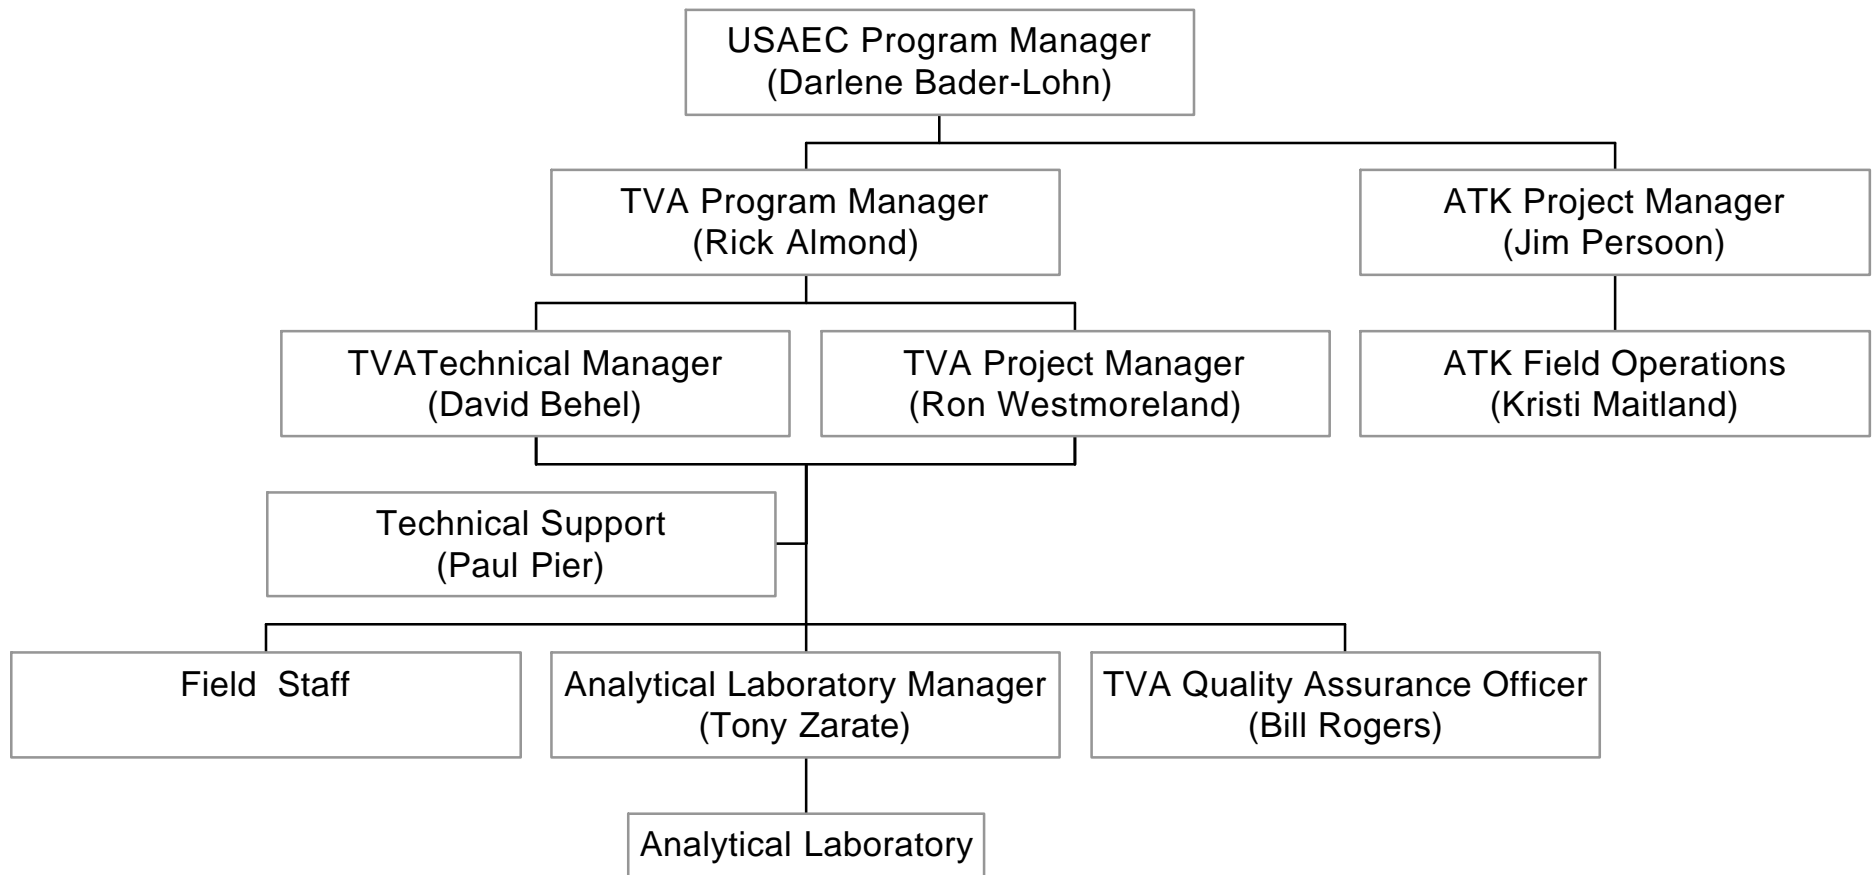 USAEC Program Manager
(Darlene Bader-Lohn)
TVA Program Manager
(Rick Almond)
ATK Project Manager
(Jim Persoon)
TVATechnical Manager
(David Behel)
TVA Project Manager
(Ron Westmoreland)
ATK Field Operations
(Kristi Maitland)
Technical Support
(Paul Pier)
Field  Staff
Analytical Laboratory Manager
(Tony Zarate)
TVA Quality Assurance Officer
(Bill Rogers)
Analytical Laboratory